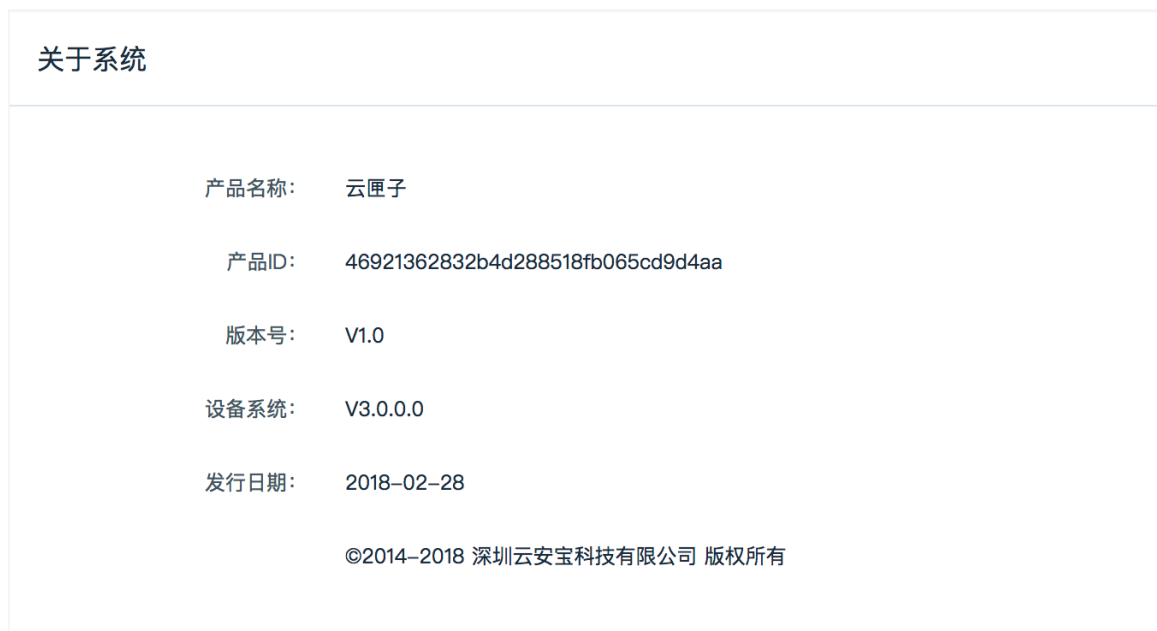 关于系统
产品名称： 云匣子
产品ID： 46921362832b4d288518fb065cd9d4aa
版本号： V1.0
设备系统： V3.0.0.0
发行日期： 2018-02-28
©2014-2018 深圳云安宝科技有限公司 版权所有